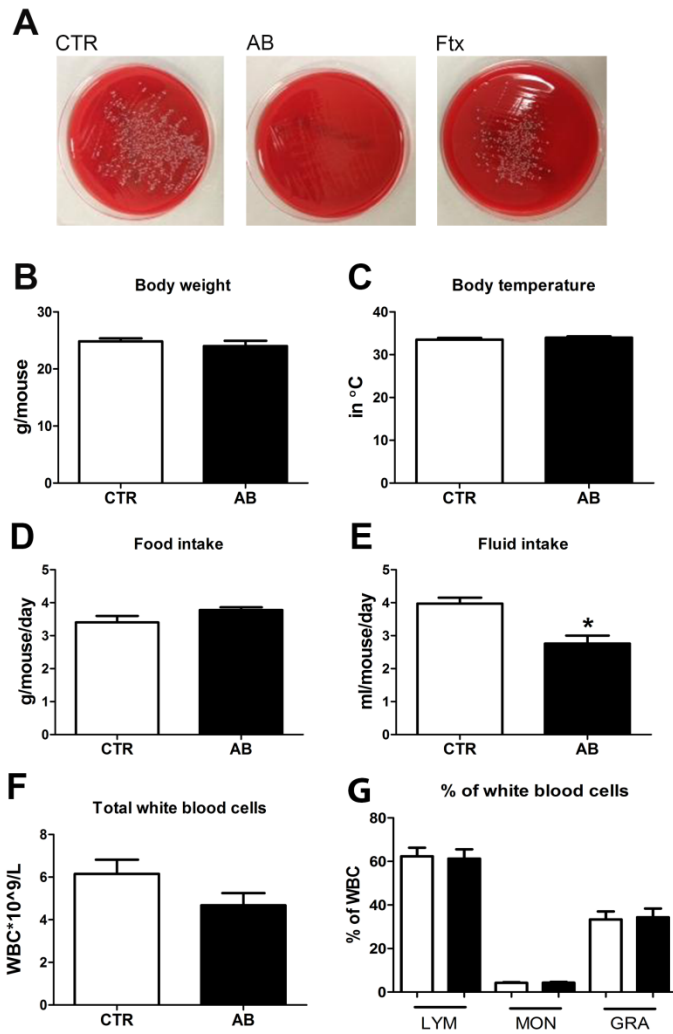 A
CTR AB Ftx
B
Body weight
g/mouse
30
20
10
0
CTR AB
C
Body temperature
in °C
40
30
20
10
0
CTR AB
D
Food intake
g/mouse/day
5
4
3
2
1
0
CTR AB
E
Fluid intake
ml/mouse/day
5
4
3
2
1
0
*
CTR AB
F
Total white blood cells
WBC*10^9/L
8
6
4
2
0
CTR AB
G
% of white blood cells
% of WBC
80
60
40
20
0
LYM MON GRA